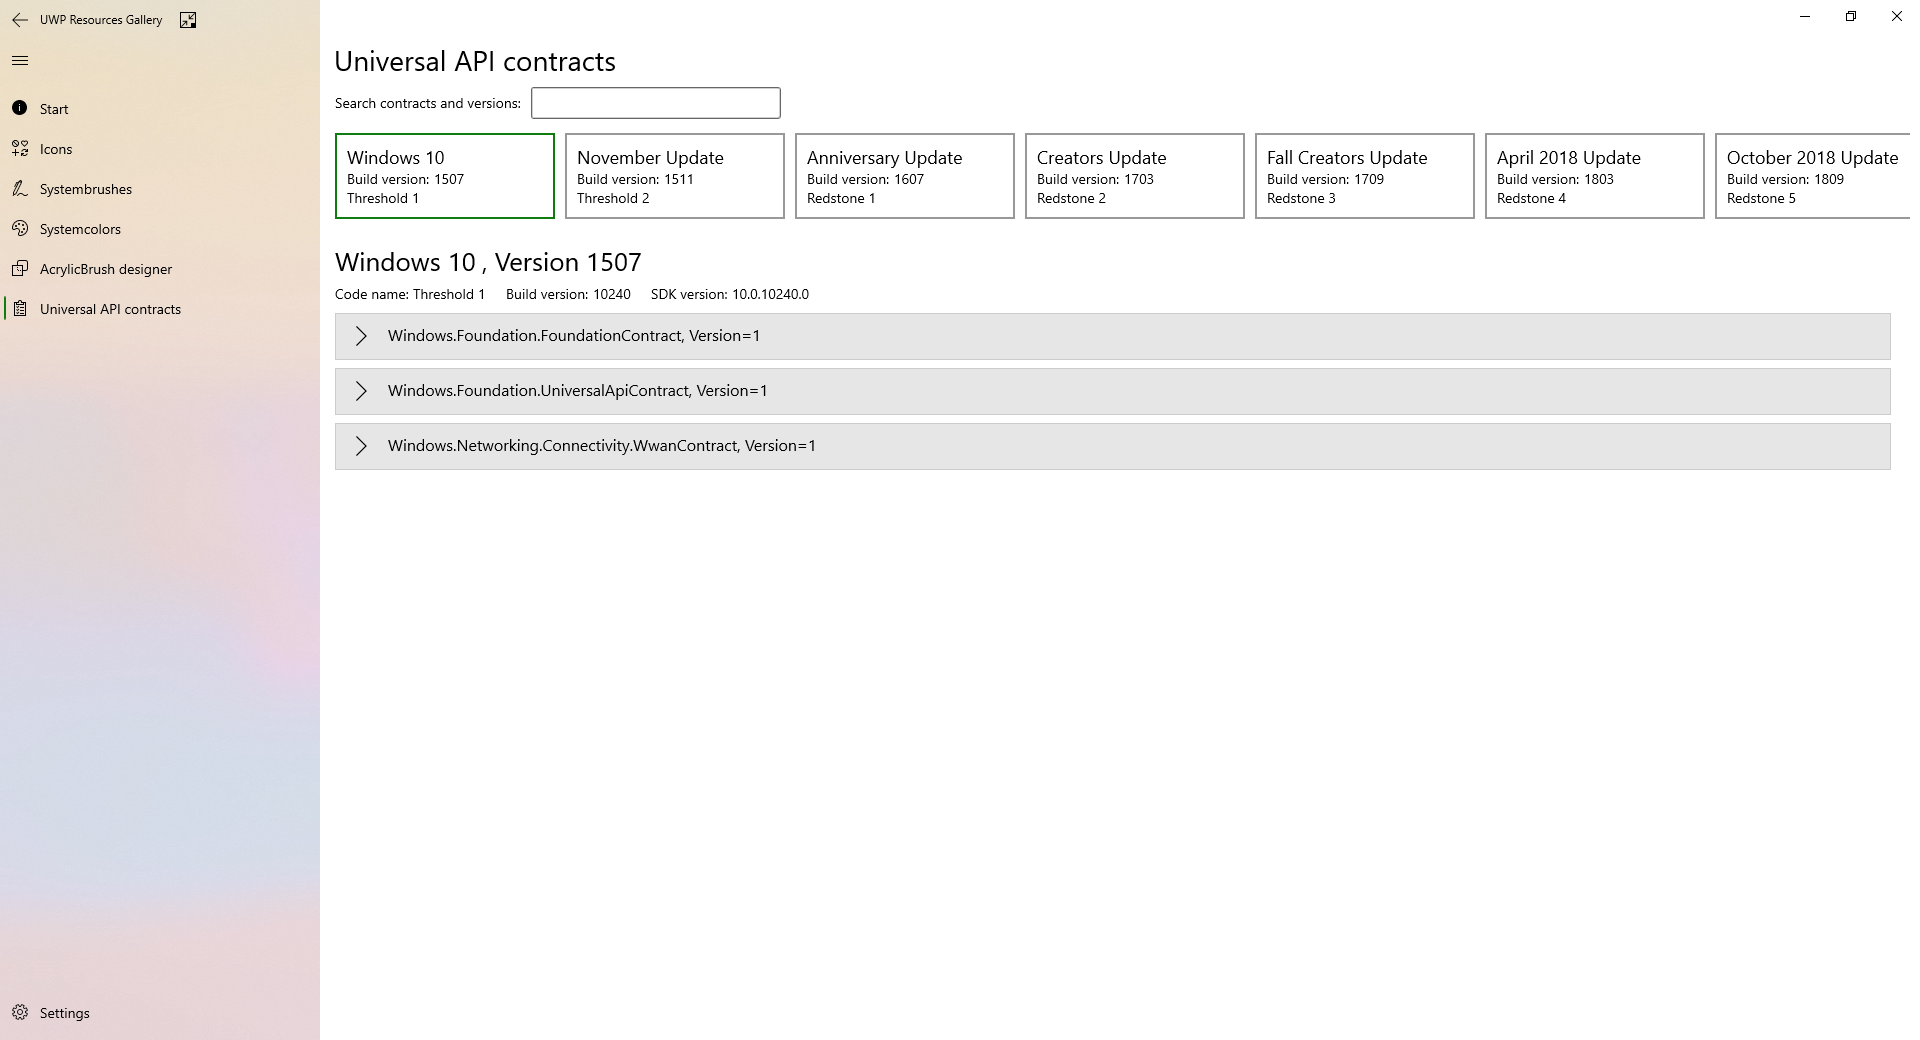 UWP Resources Gallery
Start
Icons
Systembrushes
Systemcolors
AcrylicBrush designer
Universal API contracts
Settings
Universal API contracts
Search contracts and versions:
Windows 10
Build version: 1507
Threshold 1
November Update
Build version: 1511
Threshold 2
Anniversary Update
Build version: 1607
Redstone 1
Creators Update
Build version: 1703
Redstone 2
Fall Creators Update
Build version: 1709
Redstone 3
April 2018 Update
Build version: 1803
Redstone 4
October 2018 Update
Build version: 1809
Redstone 5
Windows 10 , Version 1507
Code name: Threshold 1 Build version: 10240 SDK version: 10.0.10240.0
Windows.Foundation.FoundationContract, Version=1
Windows.Foundation.UniversalApiContract, Version=1
Windows.Networking.Connectivity.WwanContract, Version=1